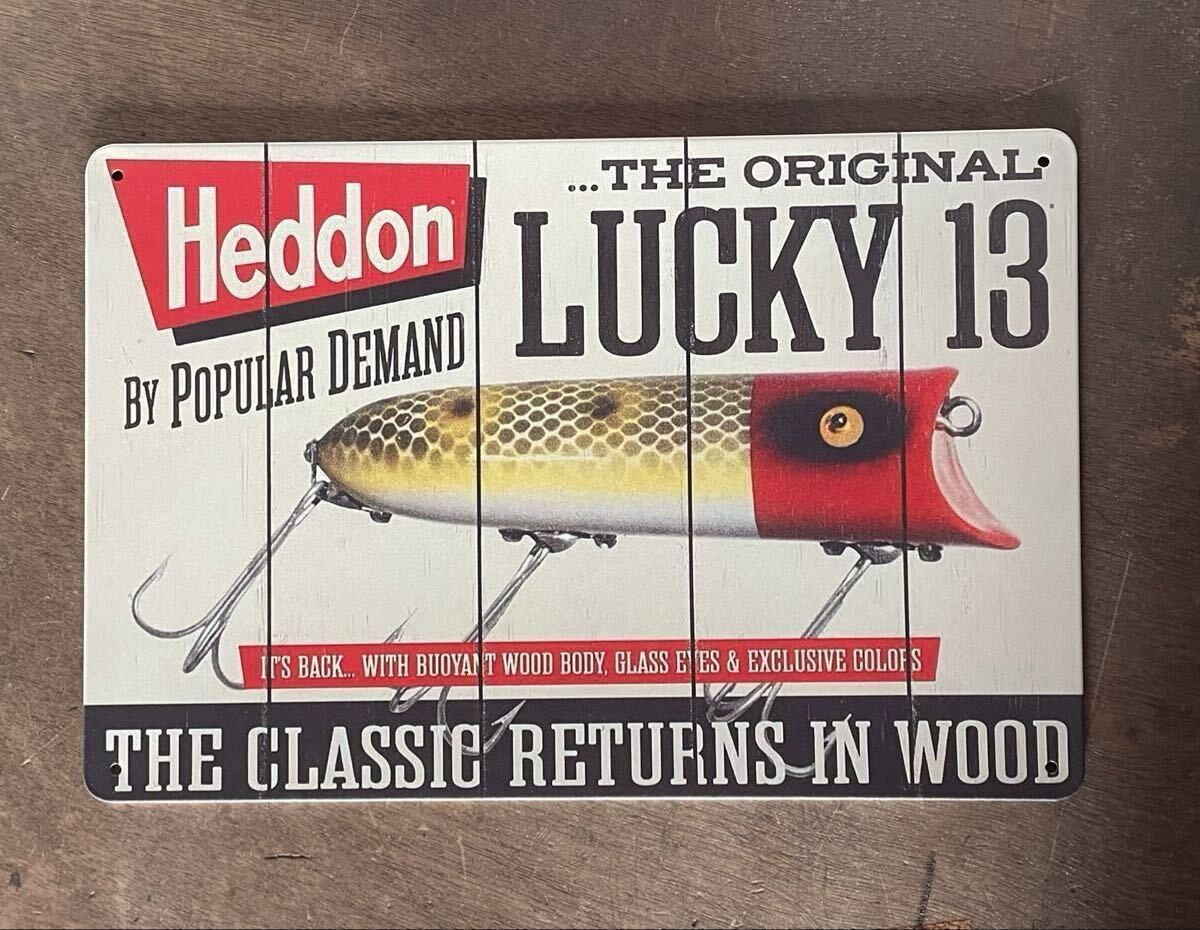 Heddon
BY POPULAR DEMAND
...THE ORIGINAL
LUCKY 13
IT'S BACK... WITH BUOYANT WOOD BODY, GLASS EYES & EXCLUSIVE COLORS
THE CLASSIC RETURNS IN WOOD